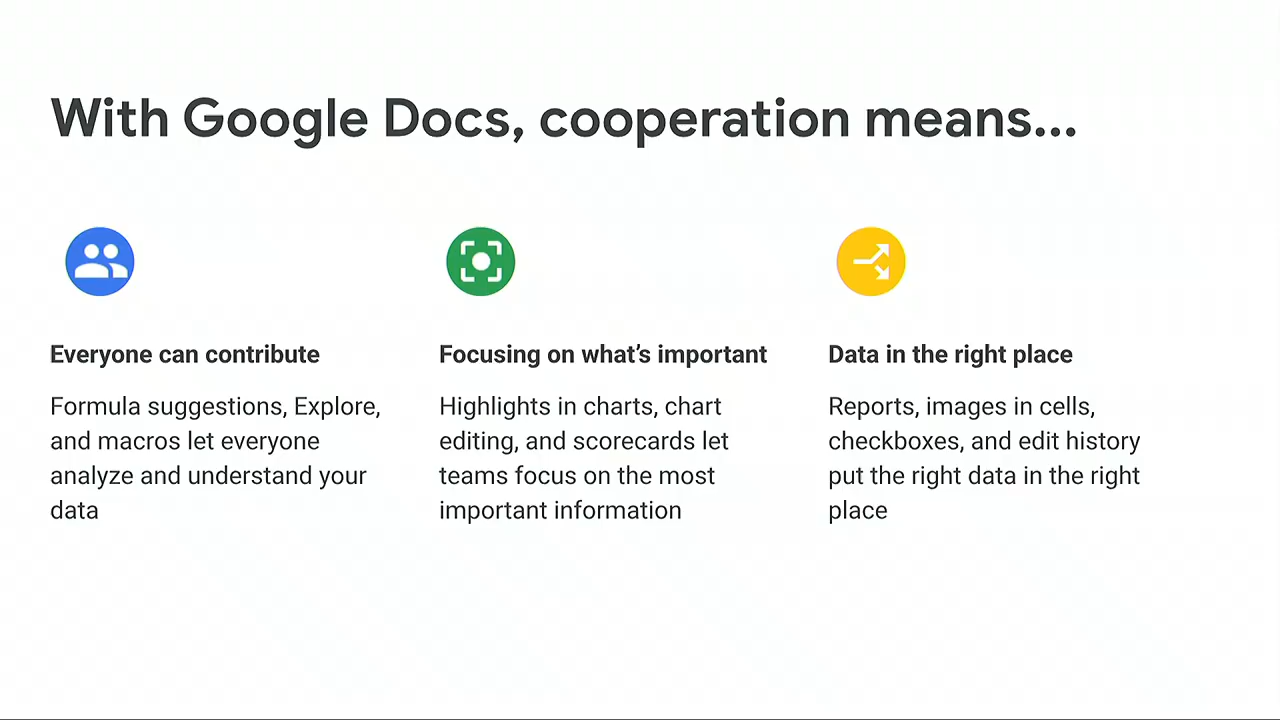 With Google Docs, cooperation means...
Everyone can contribute
Formula suggestions, Explore,
and macros let everyone
analyze and understand your
data
Focusing on what’s important
Highlights in charts, chart
editing, and scorecards let
teams focus on the most
important information
Data in the right place
Reports, images in cells,
checkboxes, and edit history
put the right data in the right
place